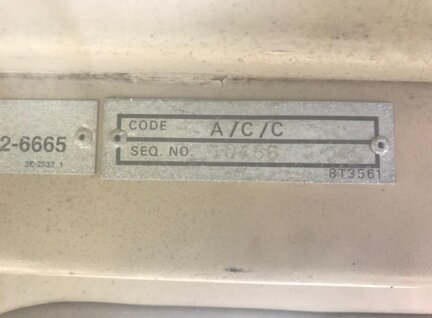 2-6665
3E-2532 1
CODE A/C/C
SEQ. NO. 10486
8T3561